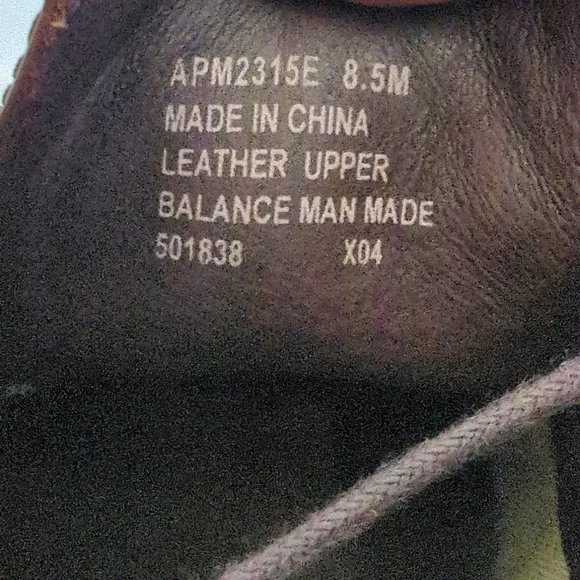 APM2315E 8.5M
MADE IN CHINA
LEATHER UPPER
BALANCE MAN MADE
501838 X04